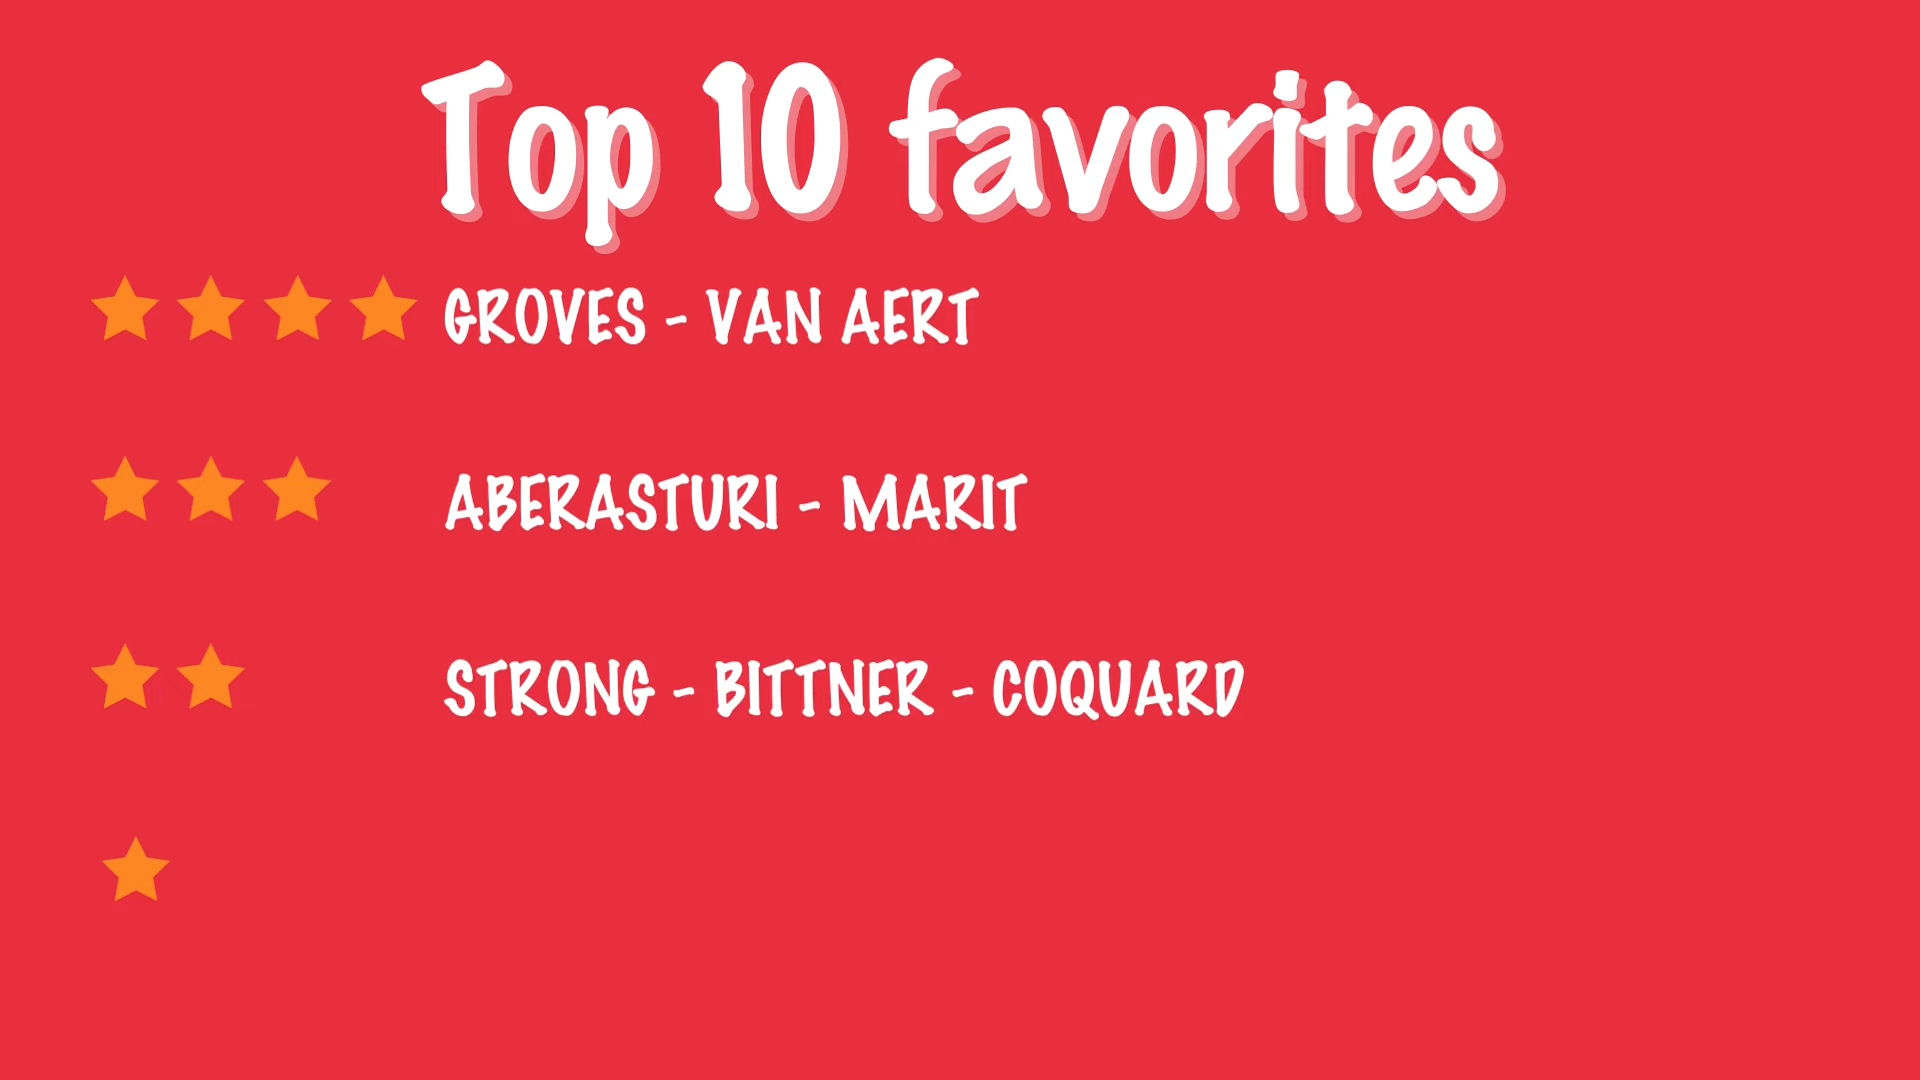 Top 10 favorites
GROVES - VAN AERT
ABERASTURI - MARIT
STRONG - BITTNER - COQUARD